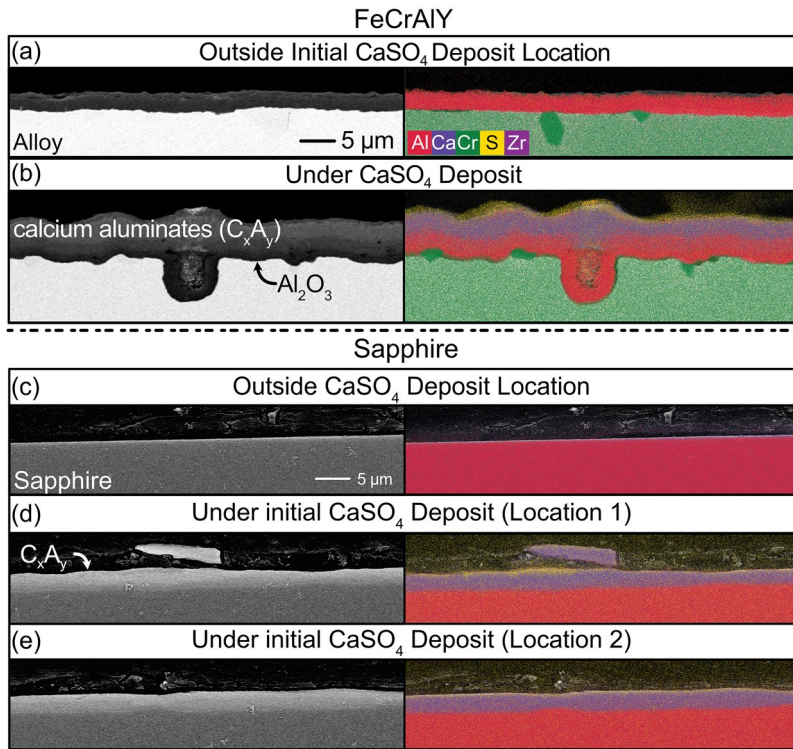 FeCrAlY
(a) Outside Initial CaSO₄ Deposit Location
Alloy
5 µm
Al Ca Cr S Zr
(b) Under CaSO₄ Deposit
calcium aluminates (CₓAᵧ)
Al₂O₃
Sapphire
(c) Outside CaSO₄ Deposit Location
Sapphire
5 µm
(d) Under initial CaSO₄ Deposit (Location 1)
CₓAᵧ
(e) Under initial CaSO₄ Deposit (Location 2)